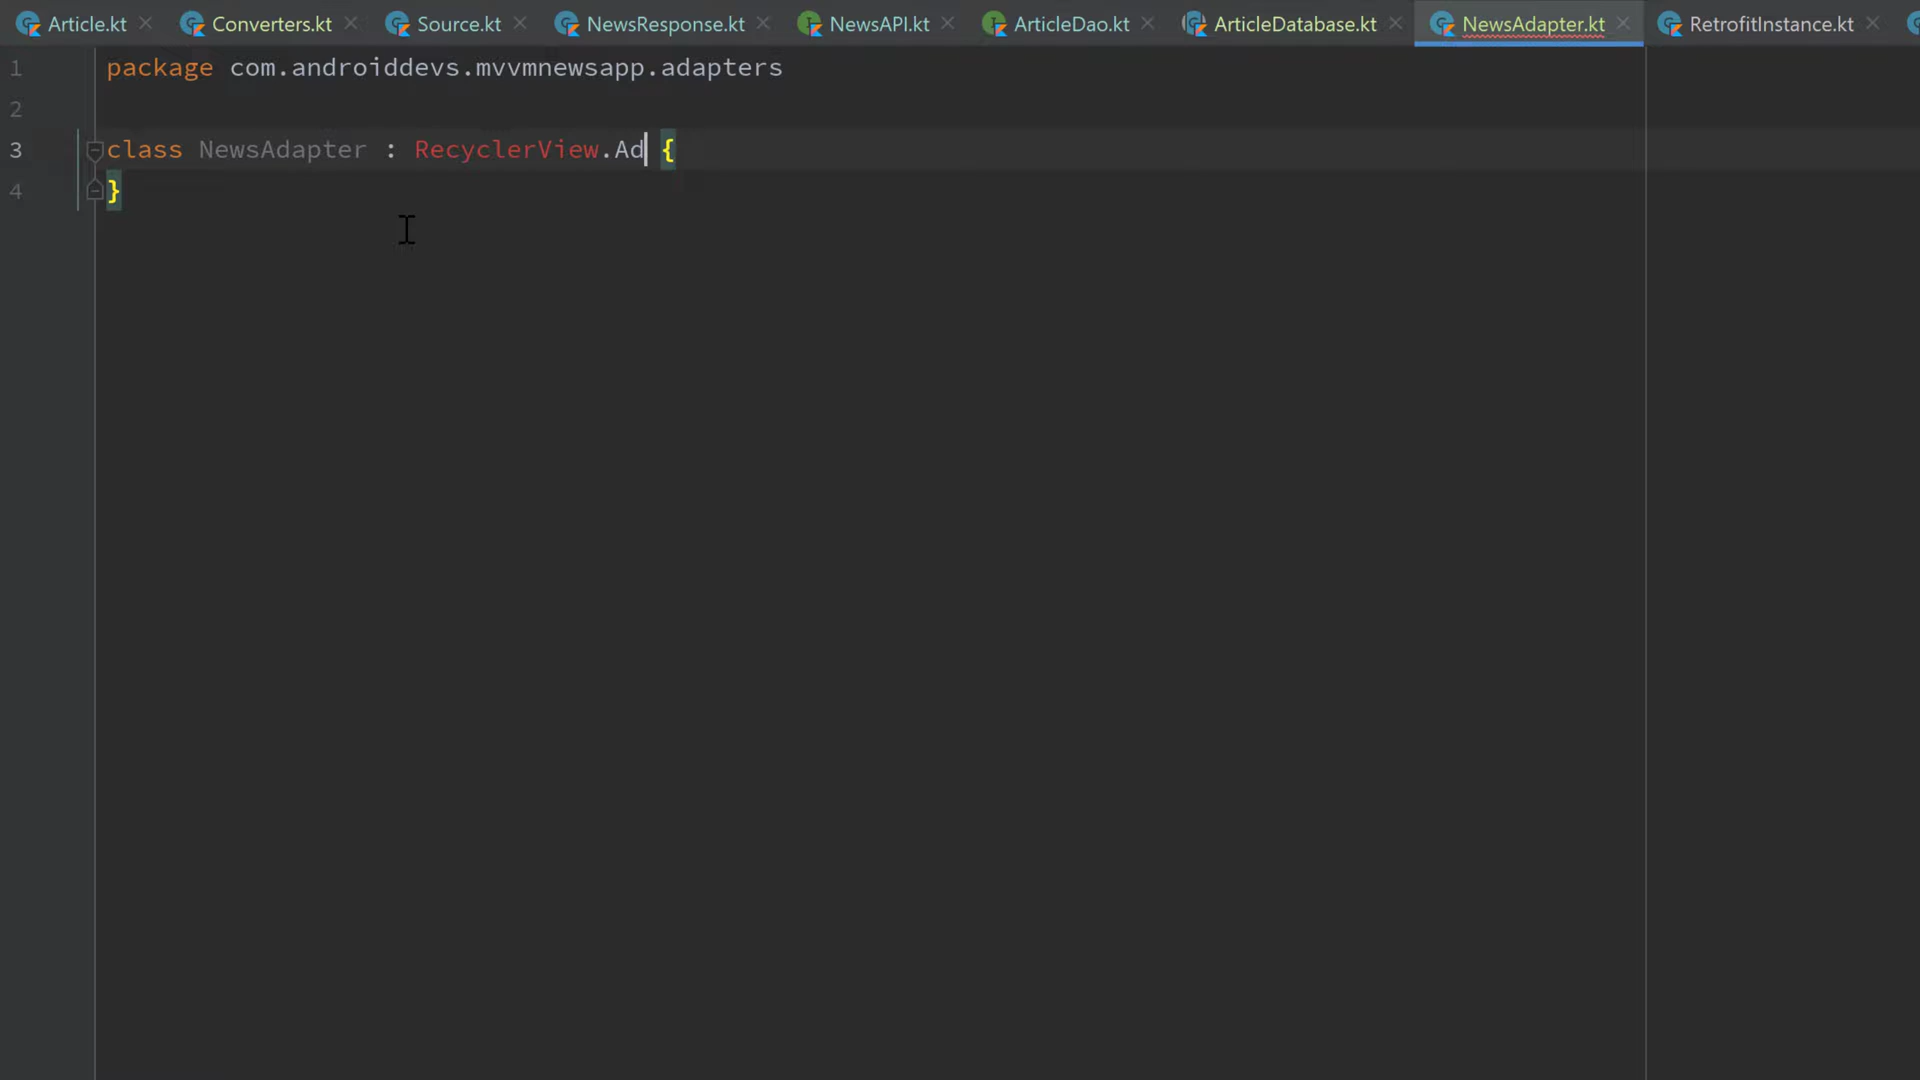 Article.kt Converters.kt Source.kt NewsResponse.kt NewsAPI.kt ArticleDao.kt ArticleDatabase.kt NewsAdapter.kt RetrofitInstance.kt
1 package com.androiddevs.mvvmnewsapp.adapters
2
3 class NewsAdapter : RecyclerView.Ad {
4 }